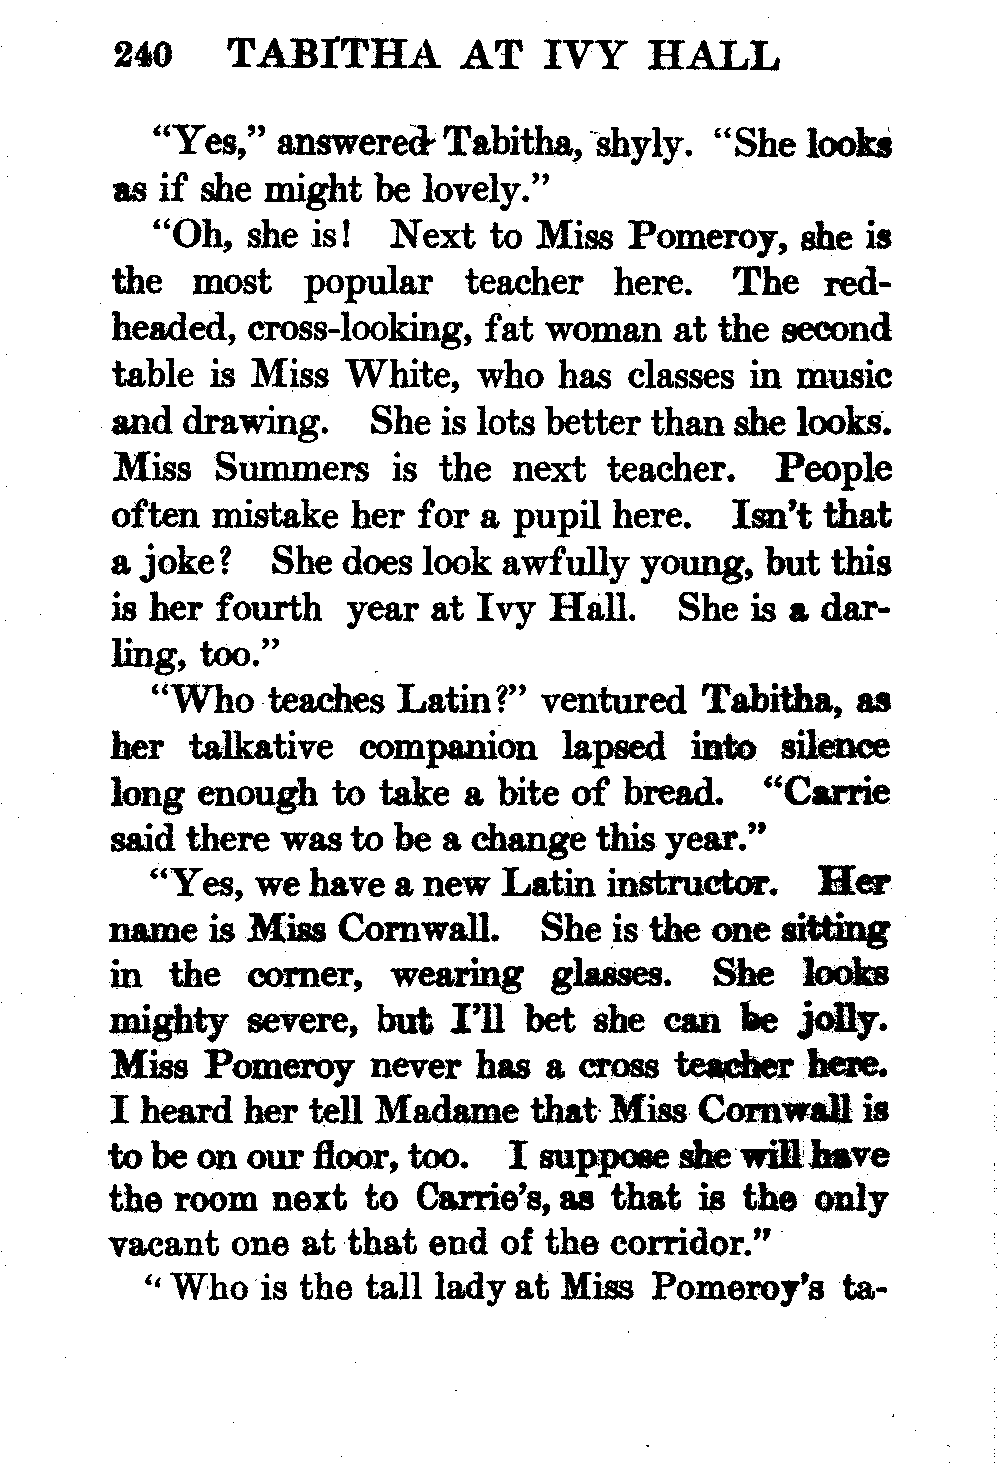 240 TABITHA AT IVY HALL
“Yes,” answered Tabitha, shyly. “She looks
as if she might be lovely.”
“Oh, she is! Next to Miss Pomeroy, she is
the most popular teacher here. The red-
headed, cross-looking, fat woman at the second
table is Miss White, who has classes in music
and drawing. She is lots better than she looks.
Miss Summers is the next teacher. People
often mistake her for a pupil here. Isn’t that
a joke? She does look awfully young, but this
is her fourth year at Ivy Hall. She is a dar-
ling, too.”
“Who teaches Latin?” ventured Tabitha, as
her talkative companion lapsed into silence
long enough to take a bite of bread. “Carrie
said there was to be a change this year.”
“Yes, we have a new Latin instructor. Her
name is Miss Cornwall. She is the one sitting
in the corner, wearing glasses. She looks
mighty severe, but I’ll bet she can be jolly.
Miss Pomeroy never has a cross teacher here.
I heard her tell Madame that Miss Cornwall is
to be on our floor, too. I suppose she will have
the room next to Carrie’s, as that is the only
vacant one at that end of the corridor.”
“Who is the tall lady at Miss Pomeroy’s ta-